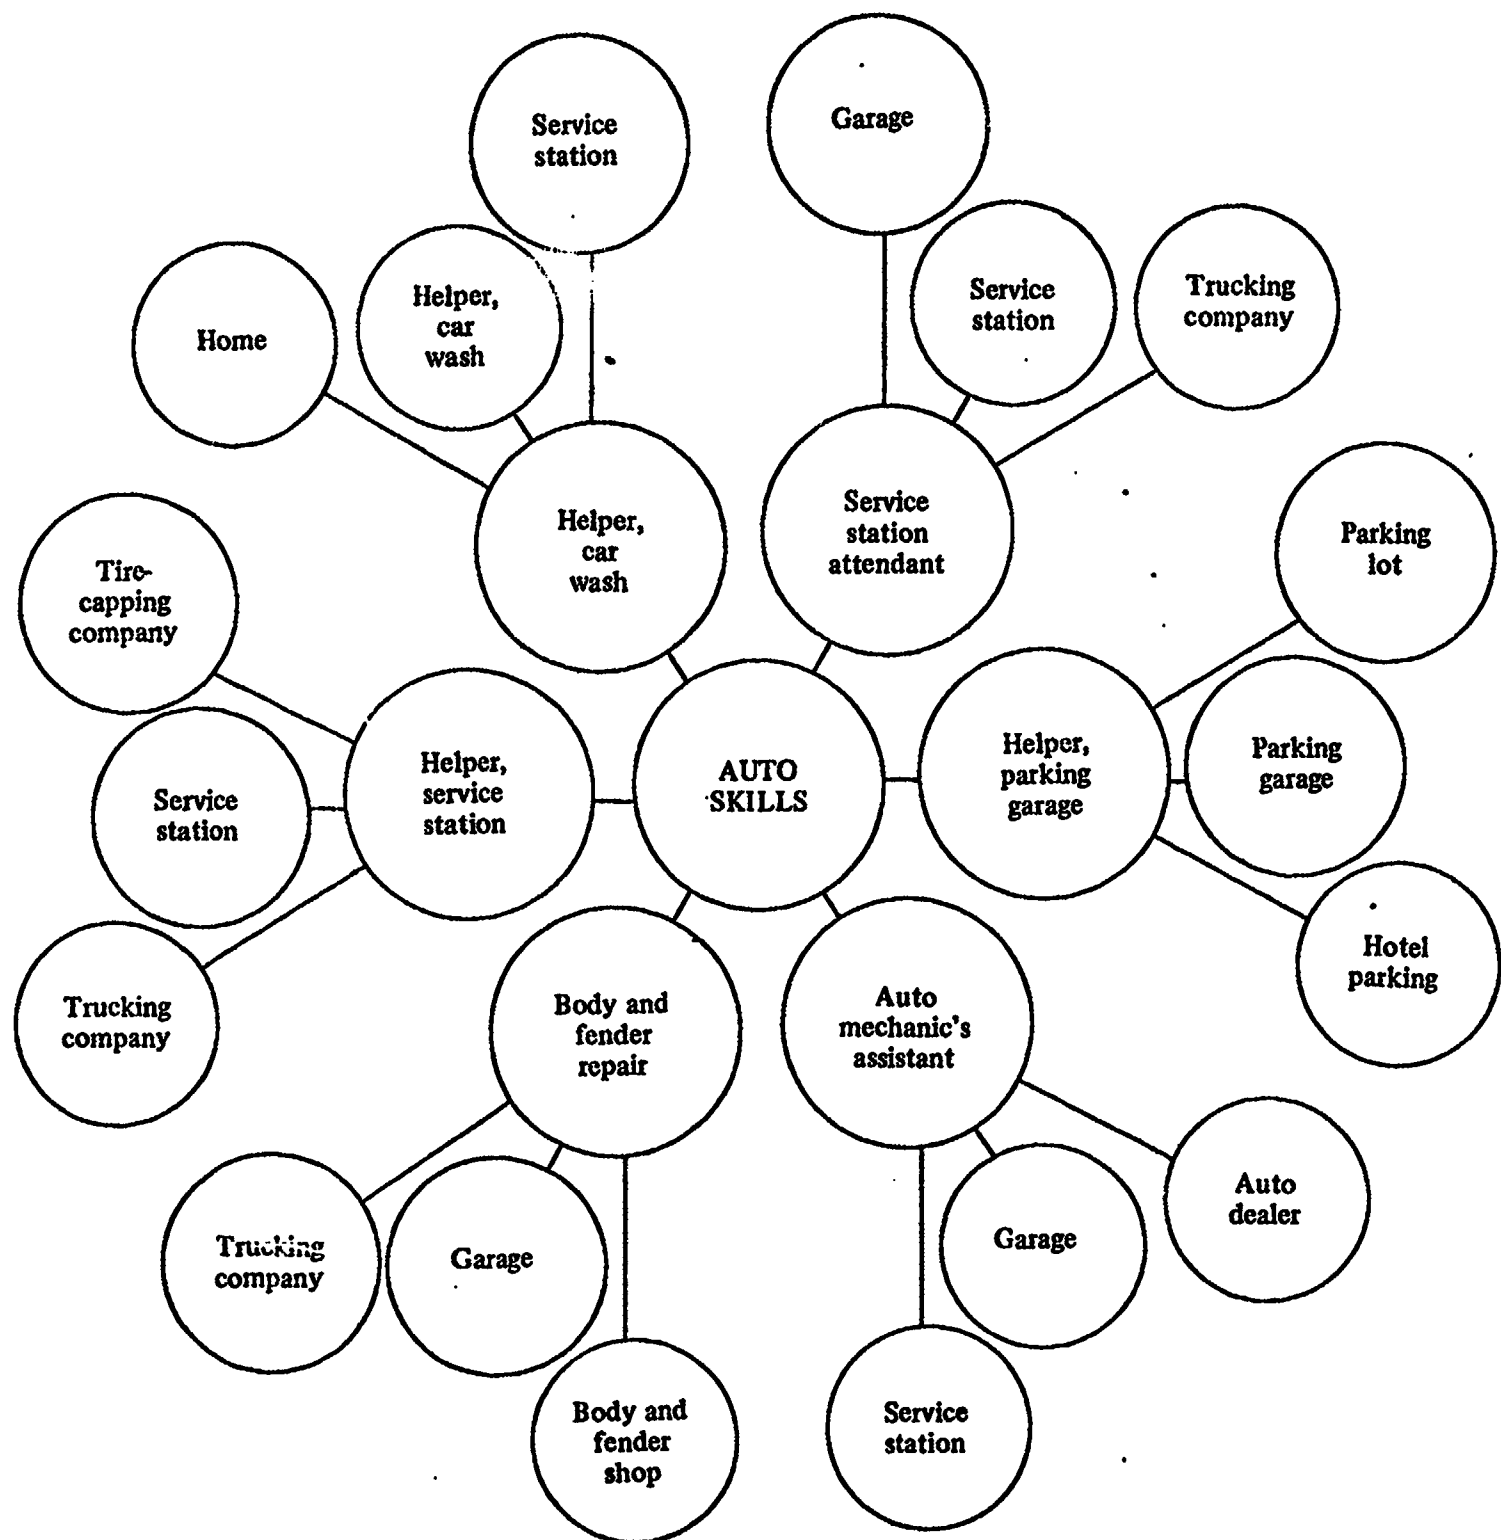 Service
station
Garage
Helper,
car
wash
Home
Service
station
Trucking
company
Helper,
car
wash
Service
station
attendant
Parking
lot
Tire-
capping
company
Helper,
service
station
AUTO
SKILLS
Helper,
parking
garage
Parking
garage
Service
station
Trucking
company
Body and
fender
repair
Auto
mechanic's
assistant
Hotel
parking
Trucking
company
Garage
Body and
fender
shop
Garage
Auto
dealer
Service
station